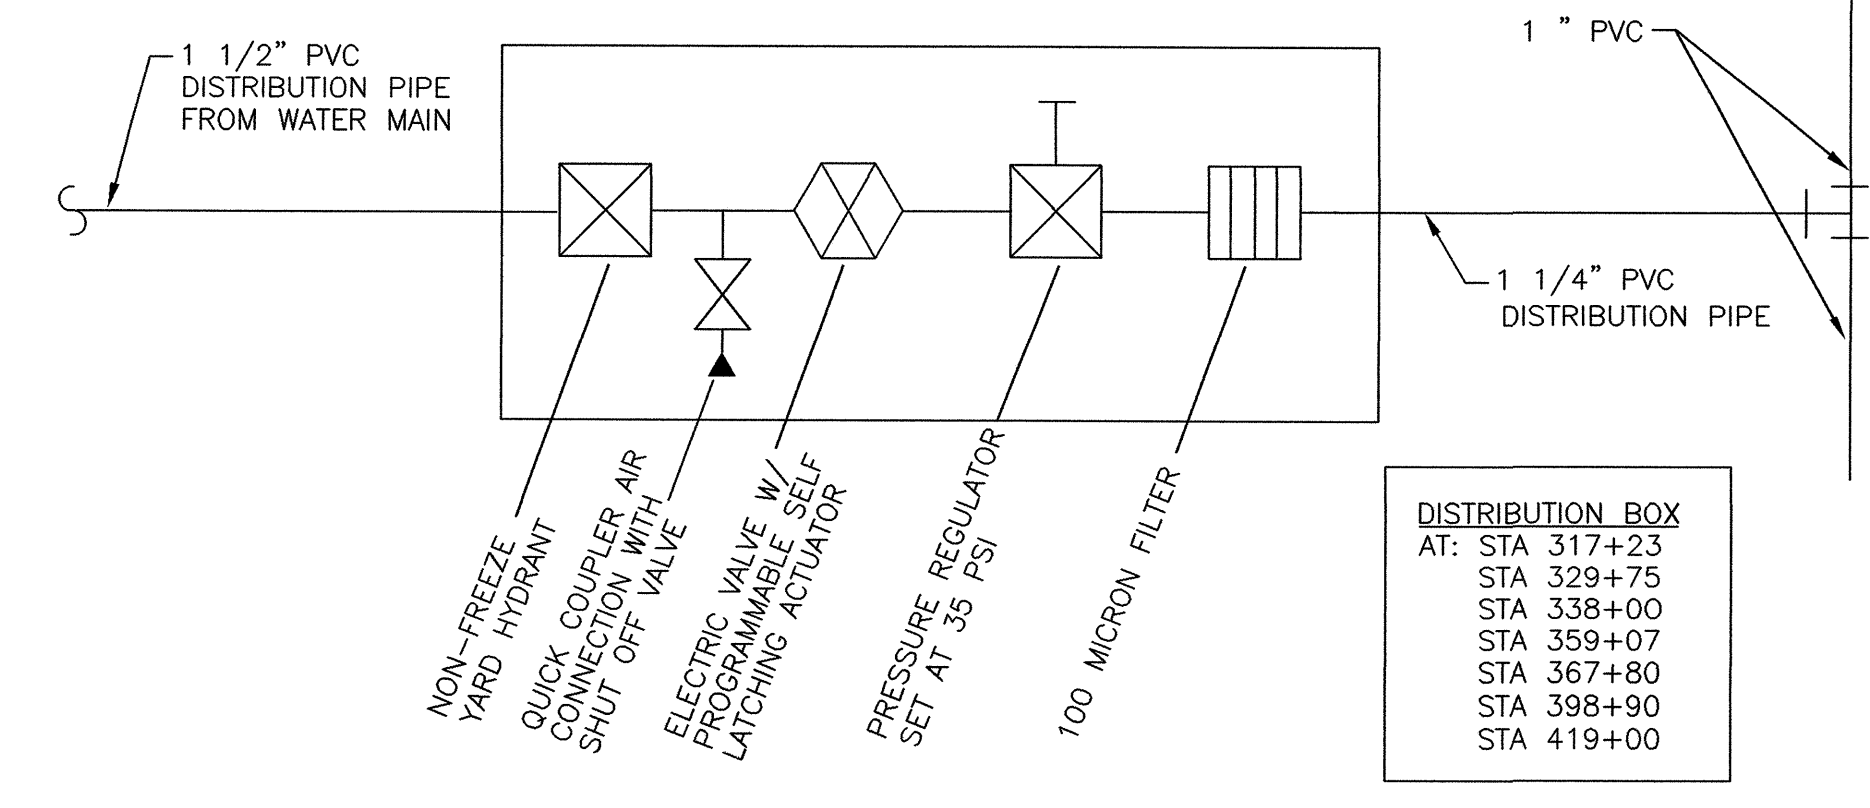 1 1/2" PVC
DISTRIBUTION PIPE
FROM WATER MAIN
1 " PVC
1 1/4" PVC
DISTRIBUTION PIPE
NON-FREEZE
YARD HYDRANT
QUICK COUPLER AIR
CONNECTION WITH
SHUT OFF VALVE
ELECTRIC VALVE W/
PROGRAMMABLE SELF
LATCHING ACTUATOR
PRESSURE REGULATOR
SET AT 35 PSI
100 MICRON FILTER
DISTRIBUTION BOX
AT: STA 317+23
STA 329+75
STA 338+00
STA 359+07
STA 367+80
STA 398+90
STA 419+00